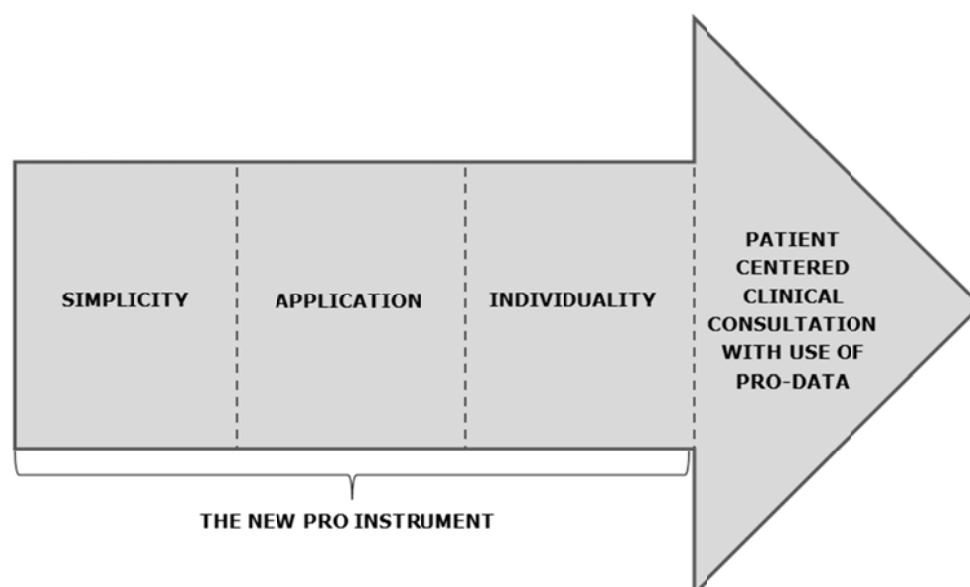 SIMPLICITY
APPLICATION
INDIVIDUALITY
PATIENT
CENTERED
CLINICAL
CONSULTATION
WITH USE OF
PRO-DATA
THE NEW PRO INSTRUMENT